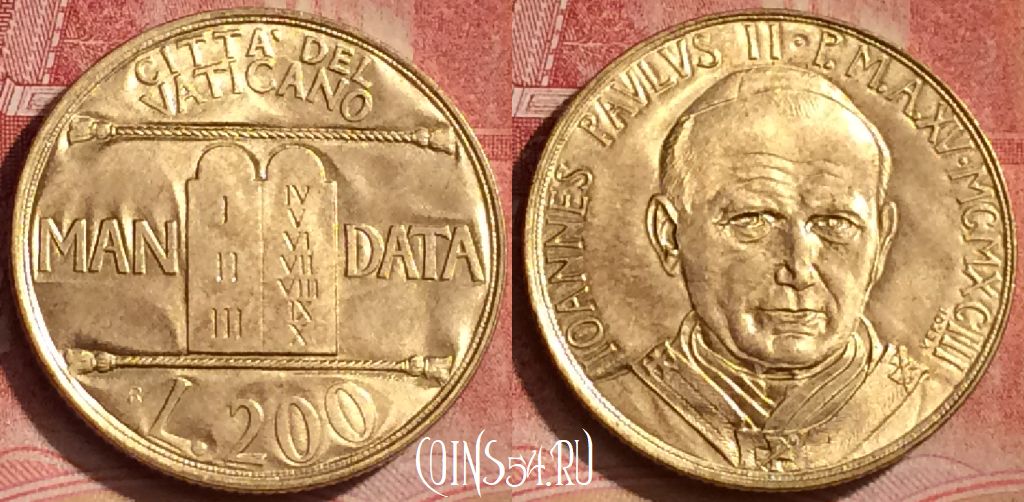 CITTA' DEL
VATICANO
MAN DATA
I
II
III
IV
V
VI
VII
VIII
IX
X
R
L.200
IOANNES PAVLVS II · P.M.A.XV · MCMXCIII
VEROI
COINS54.RU